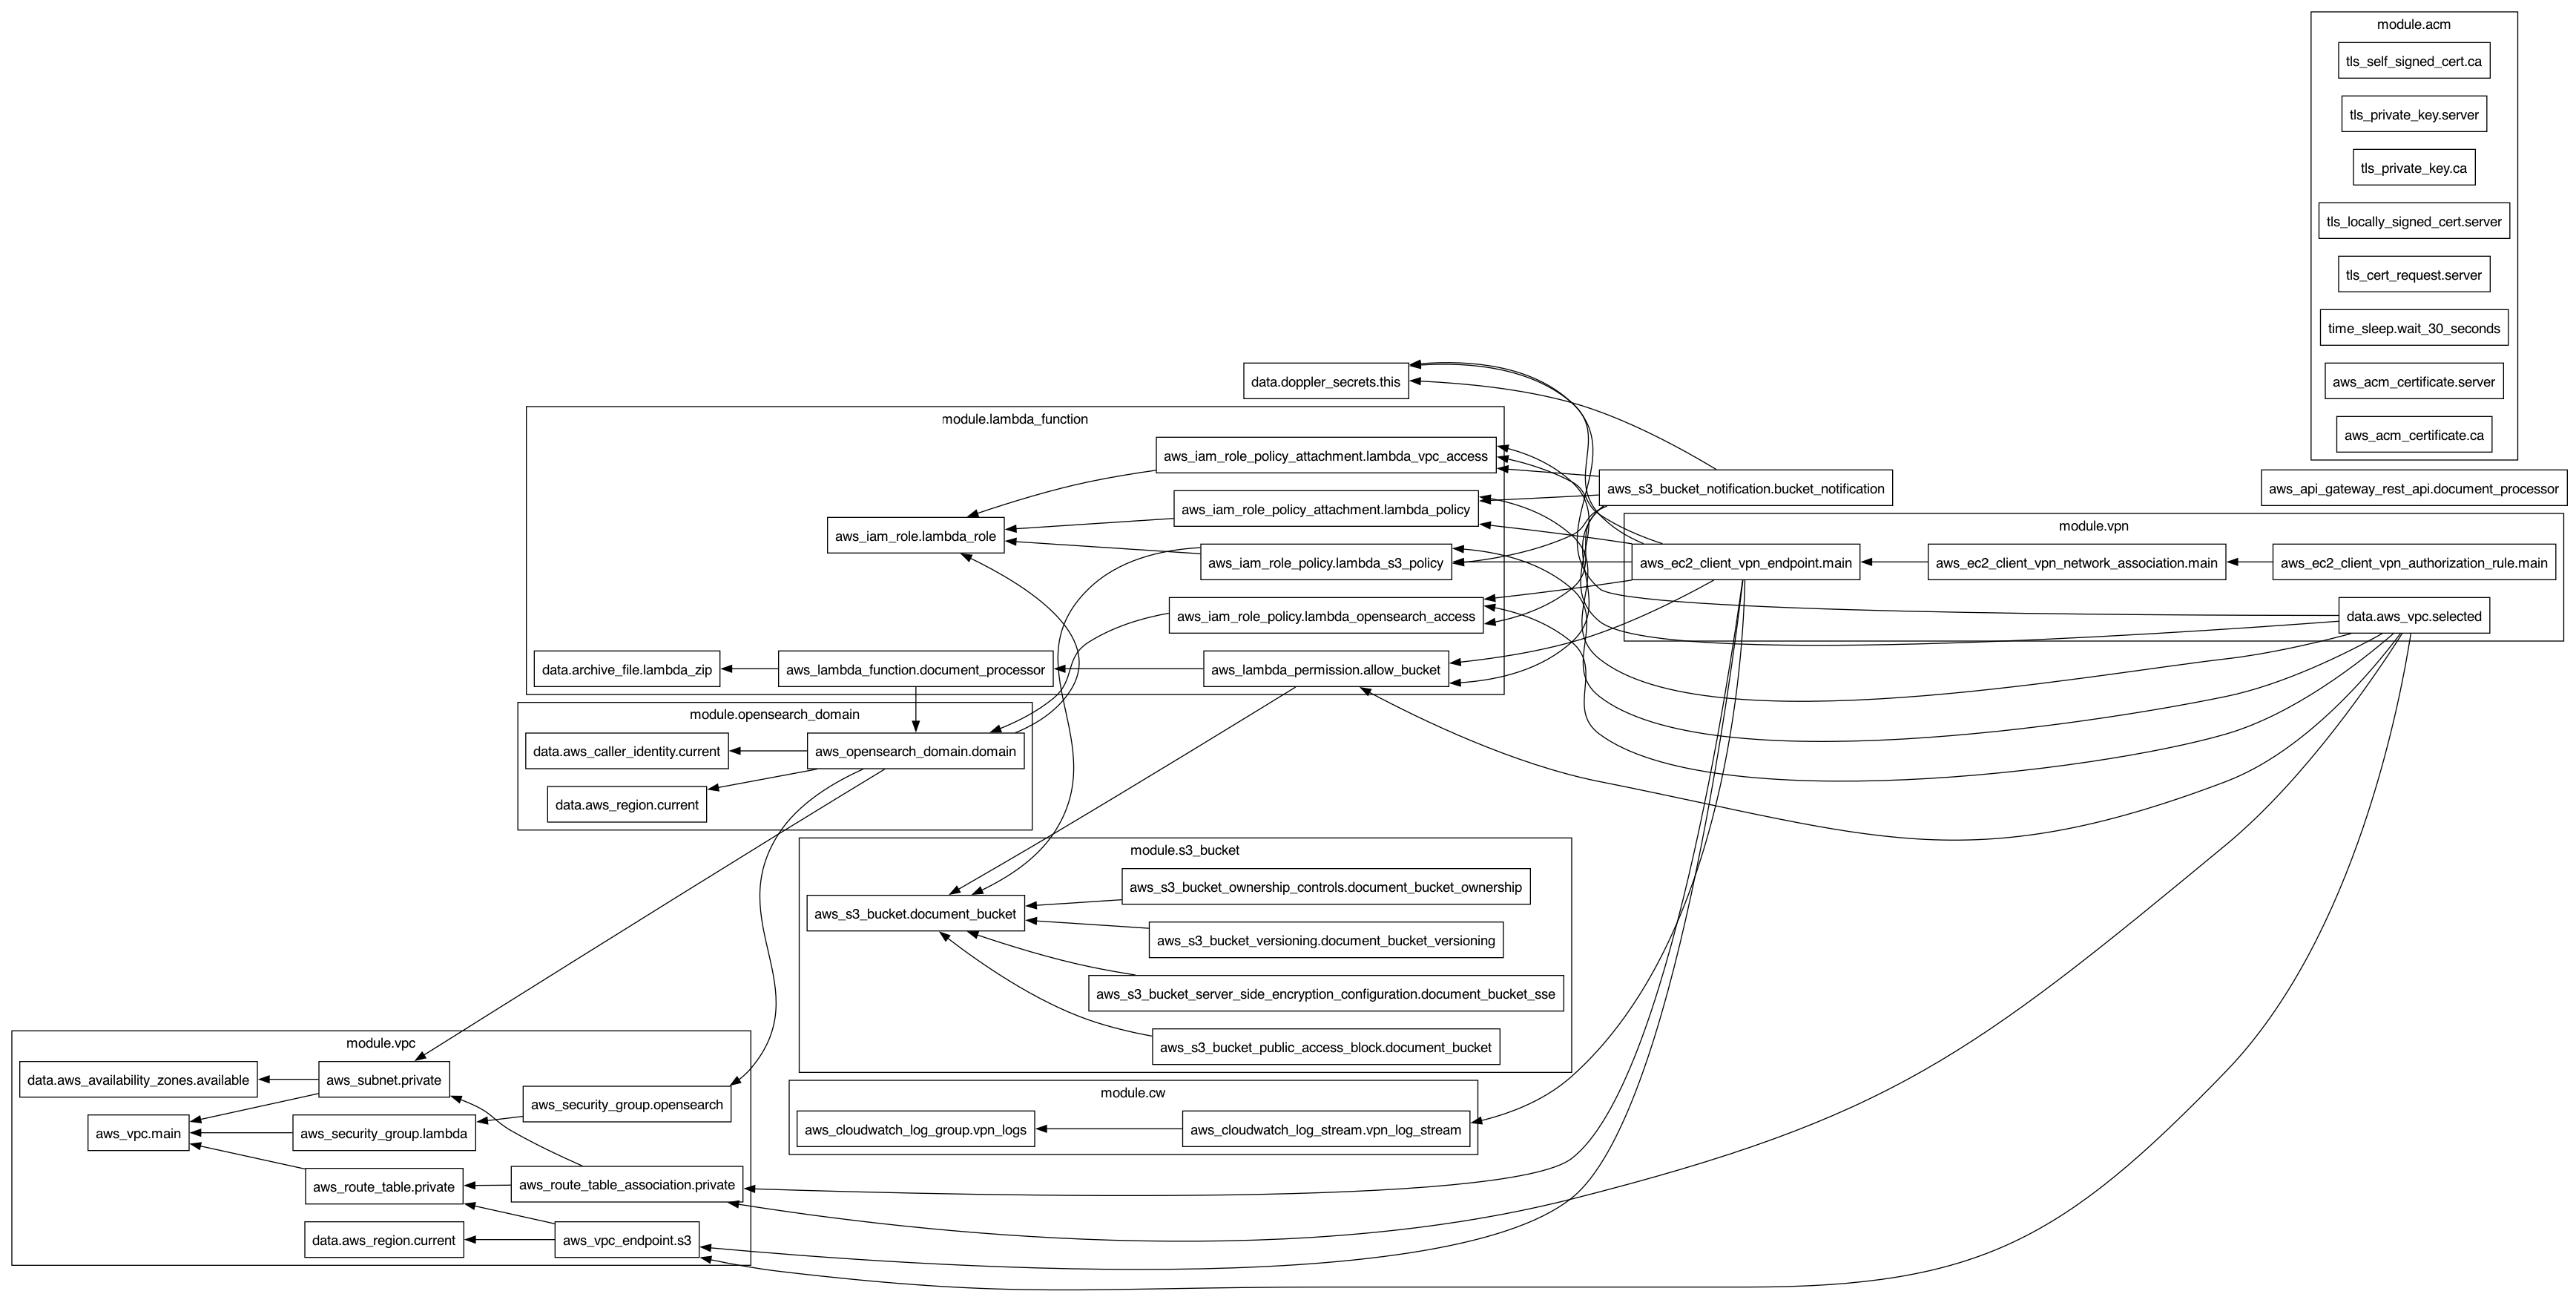 module.acm
tls_self_signed_cert.ca
tls_private_key.server
tls_private_key.ca
tls_locally_signed_cert.server
tls_cert_request.server
time_sleep.wait_30_seconds
aws_acm_certificate.server
aws_acm_certificate.ca
data.doppler_secrets.this
module.lambda_function
aws_iam_role_policy_attachment.lambda_vpc_access
aws_iam_role_policy_attachment.lambda_policy
aws_iam_role.lambda_role
aws_iam_role_policy.lambda_s3_policy
aws_iam_role_policy.lambda_opensearch_access
data.archive_file.lambda_zip
aws_lambda_function.document_processor
aws_lambda_permission.allow_bucket
aws_s3_bucket_notification.bucket_notification
aws_api_gateway_rest_api.document_processor
module.vpn
aws_ec2_client_vpn_endpoint.main
aws_ec2_client_vpn_network_association.main
aws_ec2_client_vpn_authorization_rule.main
data.aws_vpc.selected
module.opensearch_domain
data.aws_caller_identity.current
aws_opensearch_domain.domain
data.aws_region.current
module.s3_bucket
aws_s3_bucket_ownership_controls.document_bucket_ownership
aws_s3_bucket.document_bucket
aws_s3_bucket_versioning.document_bucket_versioning
aws_s3_bucket_server_side_encryption_configuration.document_bucket_sse
aws_s3_bucket_public_access_block.document_bucket
module.vpc
data.aws_availability_zones.available
aws_subnet.private
aws_security_group.opensearch
aws_vpc.main
aws_security_group.lambda
aws_route_table.private
aws_route_table_association.private
data.aws_region.current
aws_vpc_endpoint.s3
module.cw
aws_cloudwatch_log_group.vpn_logs
aws_cloudwatch_log_stream.vpn_log_stream